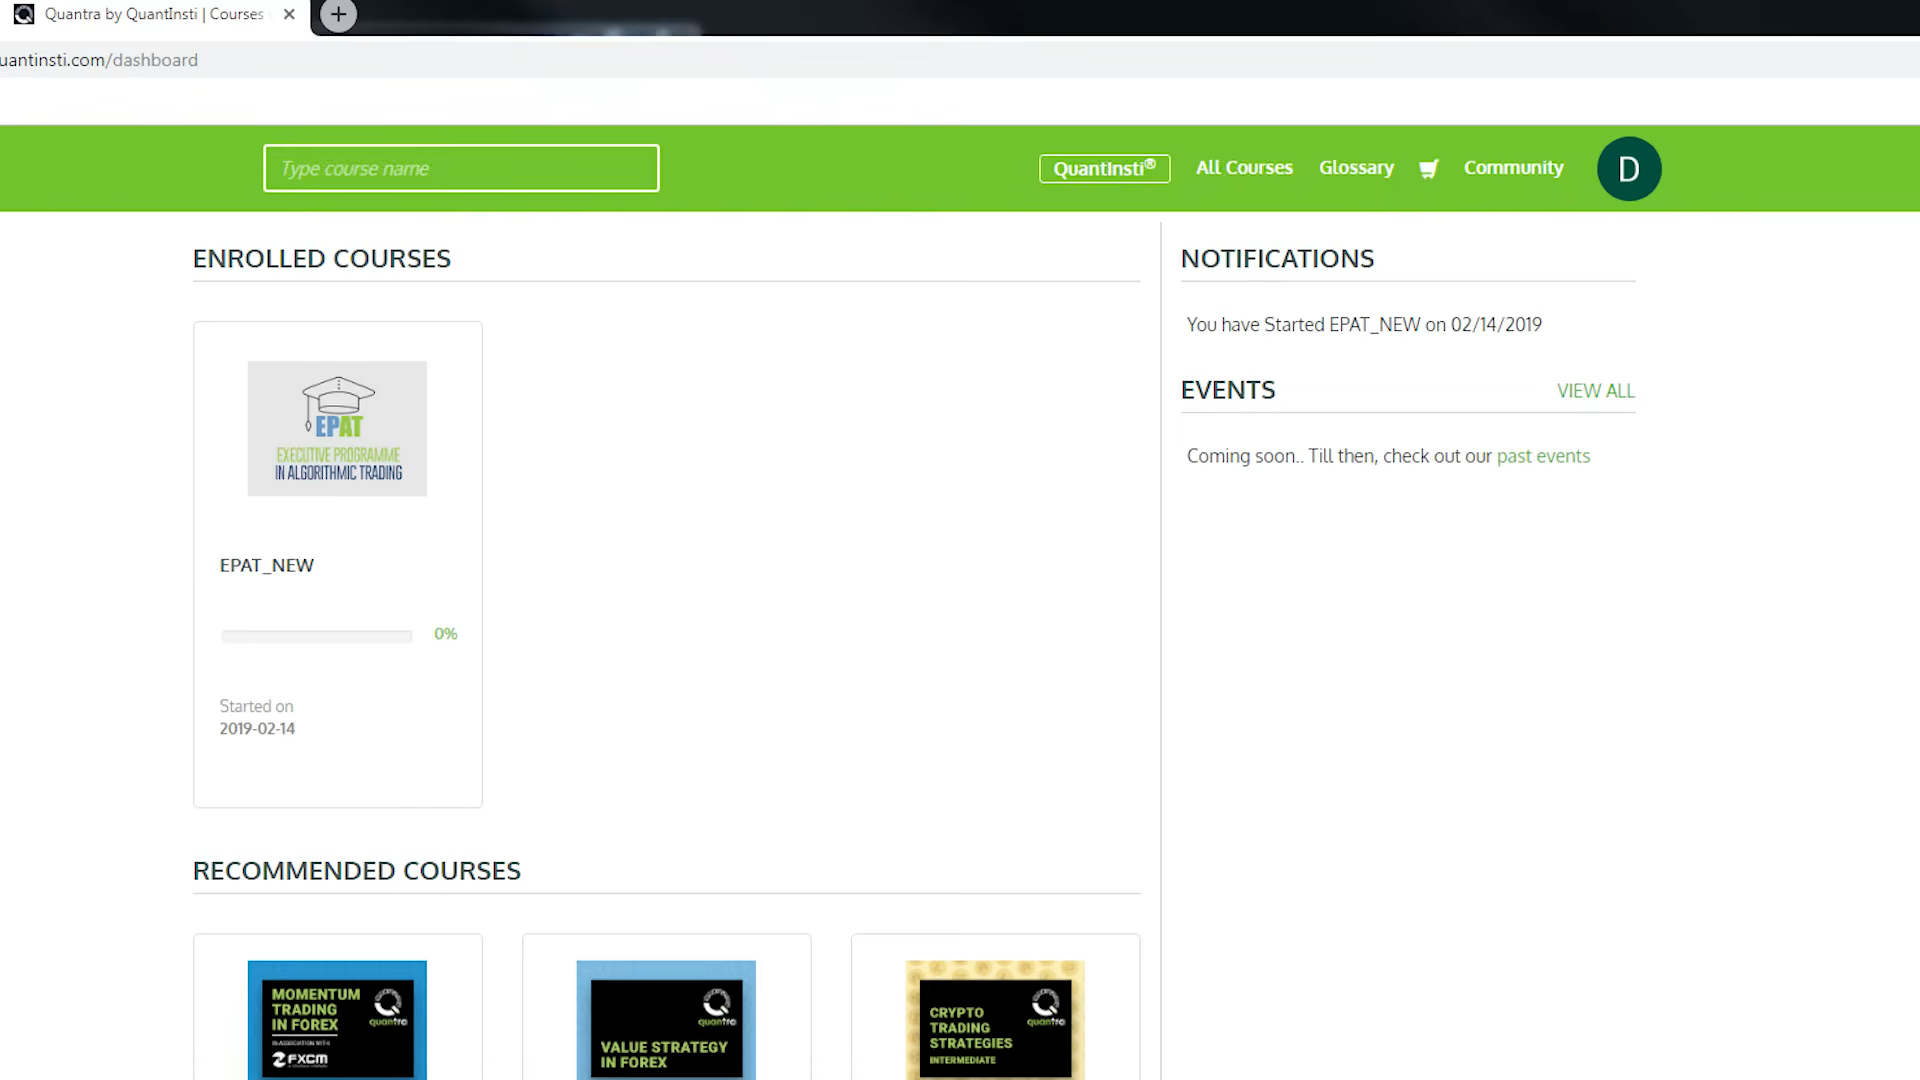 Quantra by QuantInsti | Courses
uantinsti.com/dashboard
Type course name
QuantInsti®
All Courses
Glossary
Community
D
ENROLLED COURSES
EPAT
EXECUTIVE PROGRAMME
IN ALGORITHMIC TRADING
EPAT_NEW
0%
Started on
2019-02-14
NOTIFICATIONS
You have Started EPAT_NEW on 02/14/2019
EVENTS
VIEW ALL
Coming soon.. Till then, check out our past events
RECOMMENDED COURSES
MOMENTUM
TRADING
IN FOREX
quantra
IN ASSOCIATION WITH
FXCM
quantra
VALUE STRATEGY
IN FOREX
quantra
CRYPTO
TRADING
STRATEGIES
INTERMEDIATE